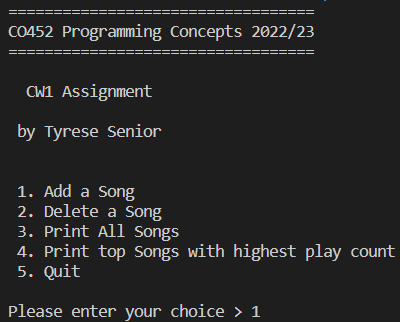 ==================================
CO452 Programming Concepts 2022/23
==================================
CW1 Assignment
by Tyrese Senior
1. Add a Song
2. Delete a Song
3. Print All Songs
4. Print top Songs with highest play count
5. Quit
Please enter your choice > 1